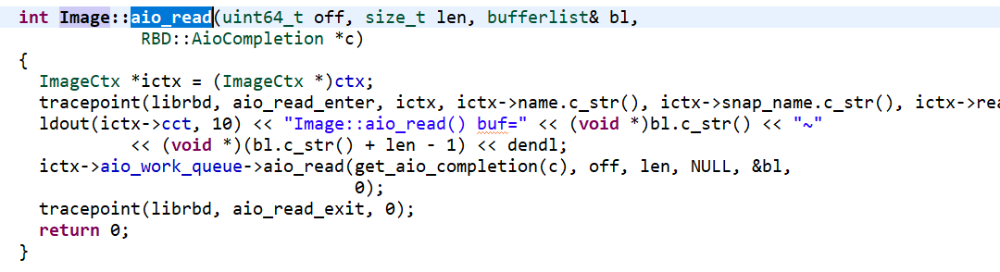 int Image::aio_read(uint64_t off, size_t len, bufferlist& bl,
RBD::AioCompletion *c)
{
ImageCtx *ictx = (ImageCtx *)ctx;
tracepoint(librbd, aio_read_enter, ictx, ictx->name.c_str(), ictx->snap_name.c_str(), ictx->rea
ldout(ictx->cct, 10) << "Image::aio_read() buf=" << (void *)bl.c_str() << "~"
<< (void *)(bl.c_str() + len - 1) << dendl;
ictx->aio_work_queue->aio_read(get_aio_completion(c), off, len, NULL, &bl,
0);
tracepoint(librbd, aio_read_exit, 0);
return 0;
}